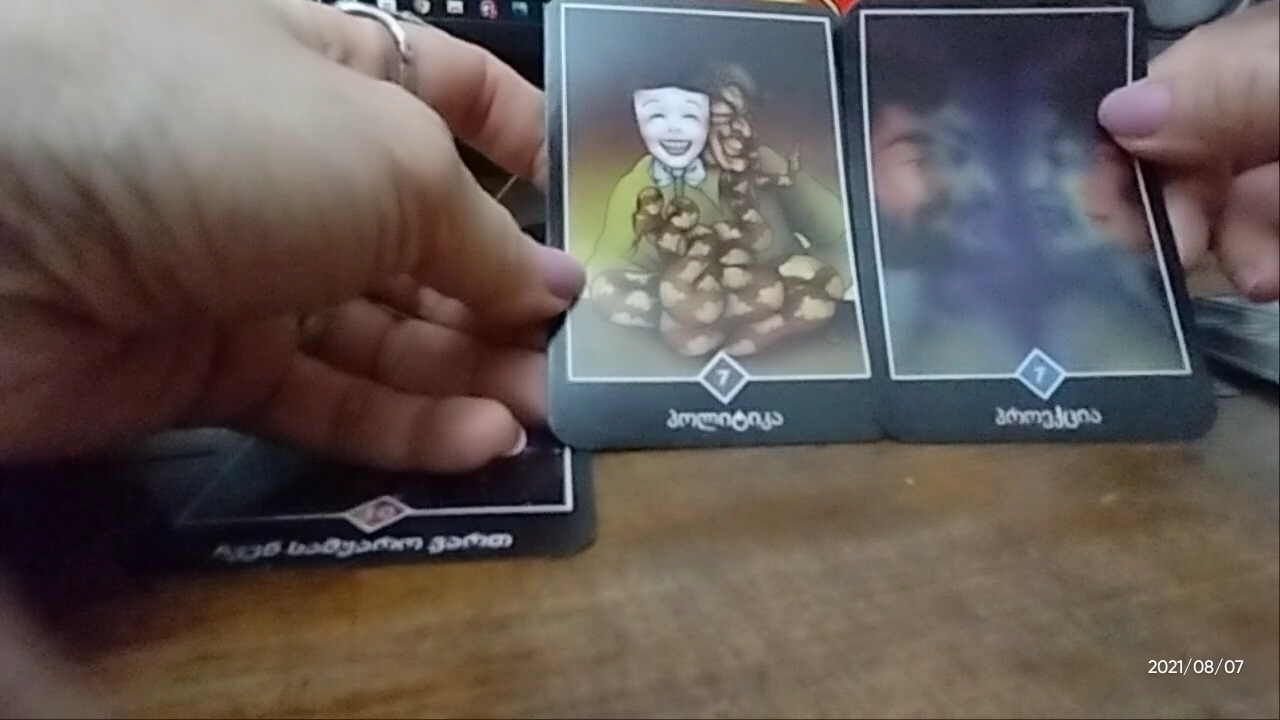 7
პოლიტიკა
7
პროექცია
ჩვენ სამყარო ვართ
2021/08/07